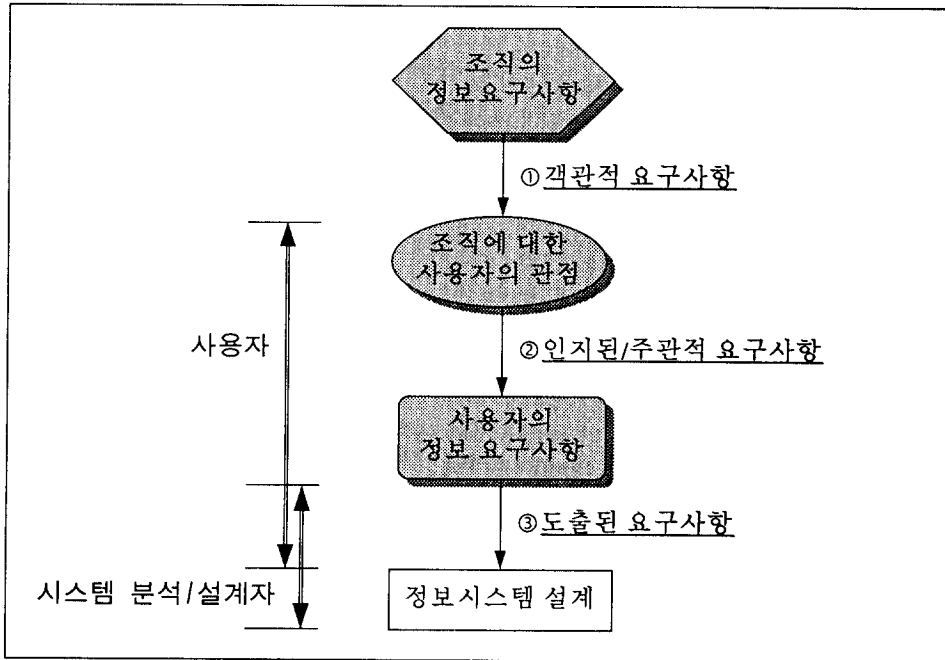 조직의
정보요구사항
①객관적 요구사항
조직에 대한
사용자의 관점
사용자
②인지된/주관적 요구사항
사용자의
정보 요구사항
③도출된 요구사항
시스템 분석/설계자
정보시스템 설계